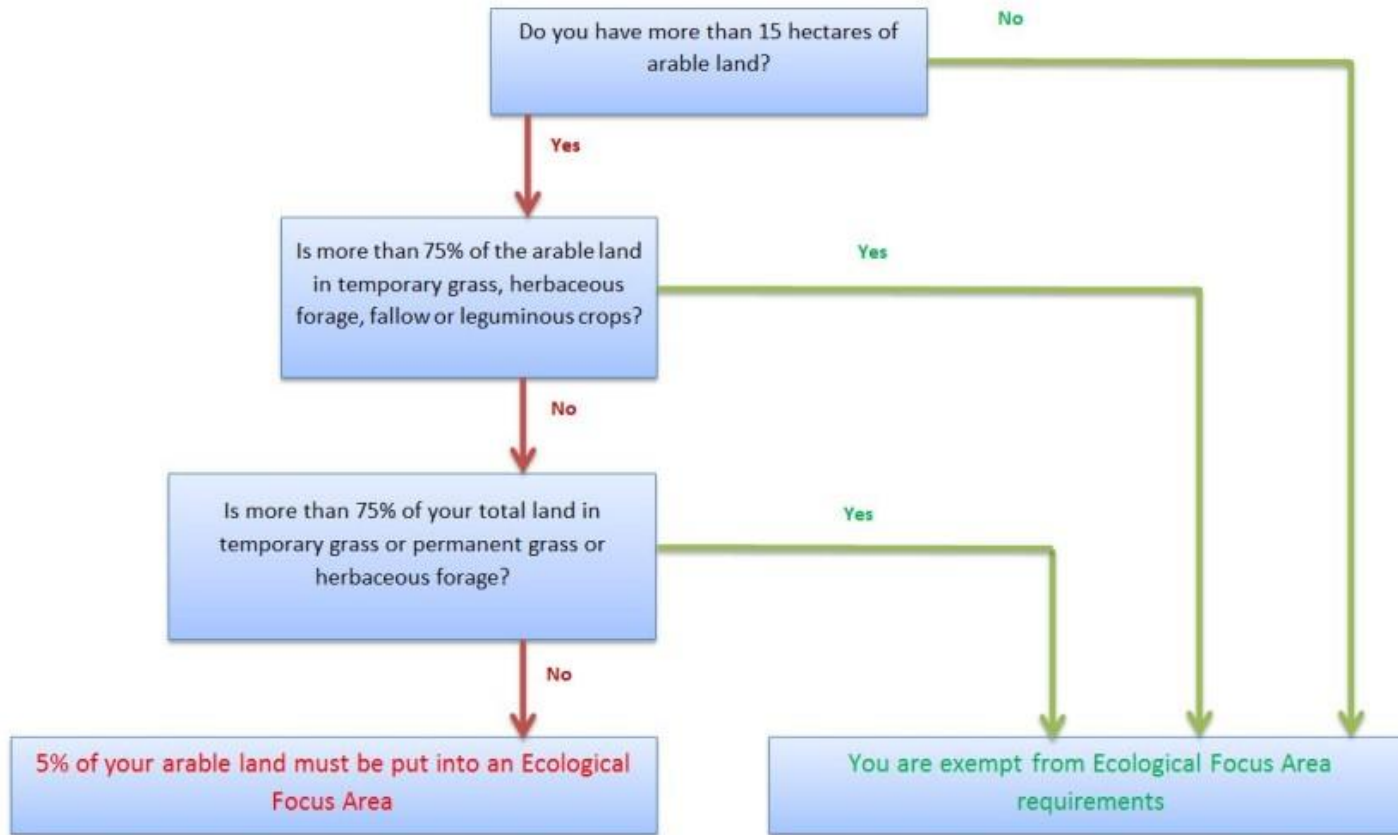 Do you have more than 15 hectares of
arable land?
No
Yes
Is more than 75% of the arable land
in temporary grass, herbaceous
forage, fallow or leguminous crops?
Yes
No
Is more than 75% of your total land in
temporary grass or permanent grass or
herbaceous forage?
Yes
No
5% of your arable land must be put into an Ecological
Focus Area
You are exempt from Ecological Focus Area
requirements